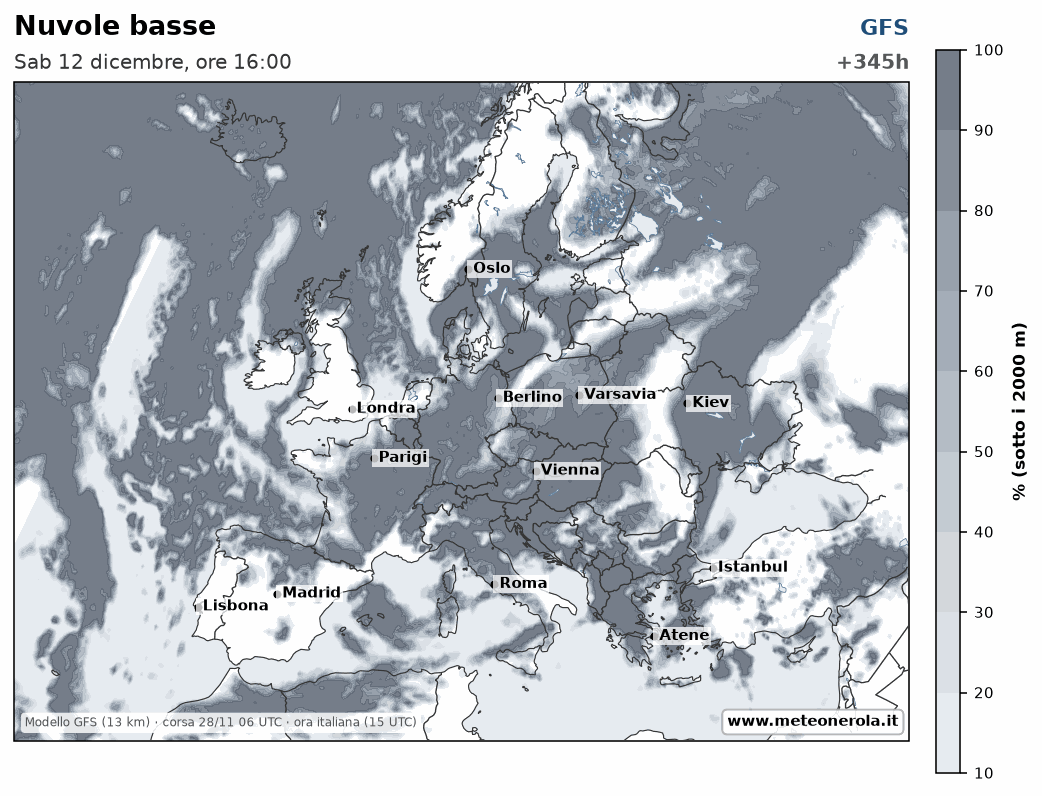 Nuvole basse
GFS
Sab 12 dicembre, ore 16:00
+345h
100
90
80
70
60
50
40
30
20
10
% (sotto i 2000 m)
Oslo
Londra
Berlino
Varsavia
Kiev
Parigi
Vienna
Istanbul
Roma
Madrid
Lisbona
Atene
Modello GFS (13 km) · corsa 28/11 06 UTC · ora italiana (15 UTC)
www.meteonerola.it